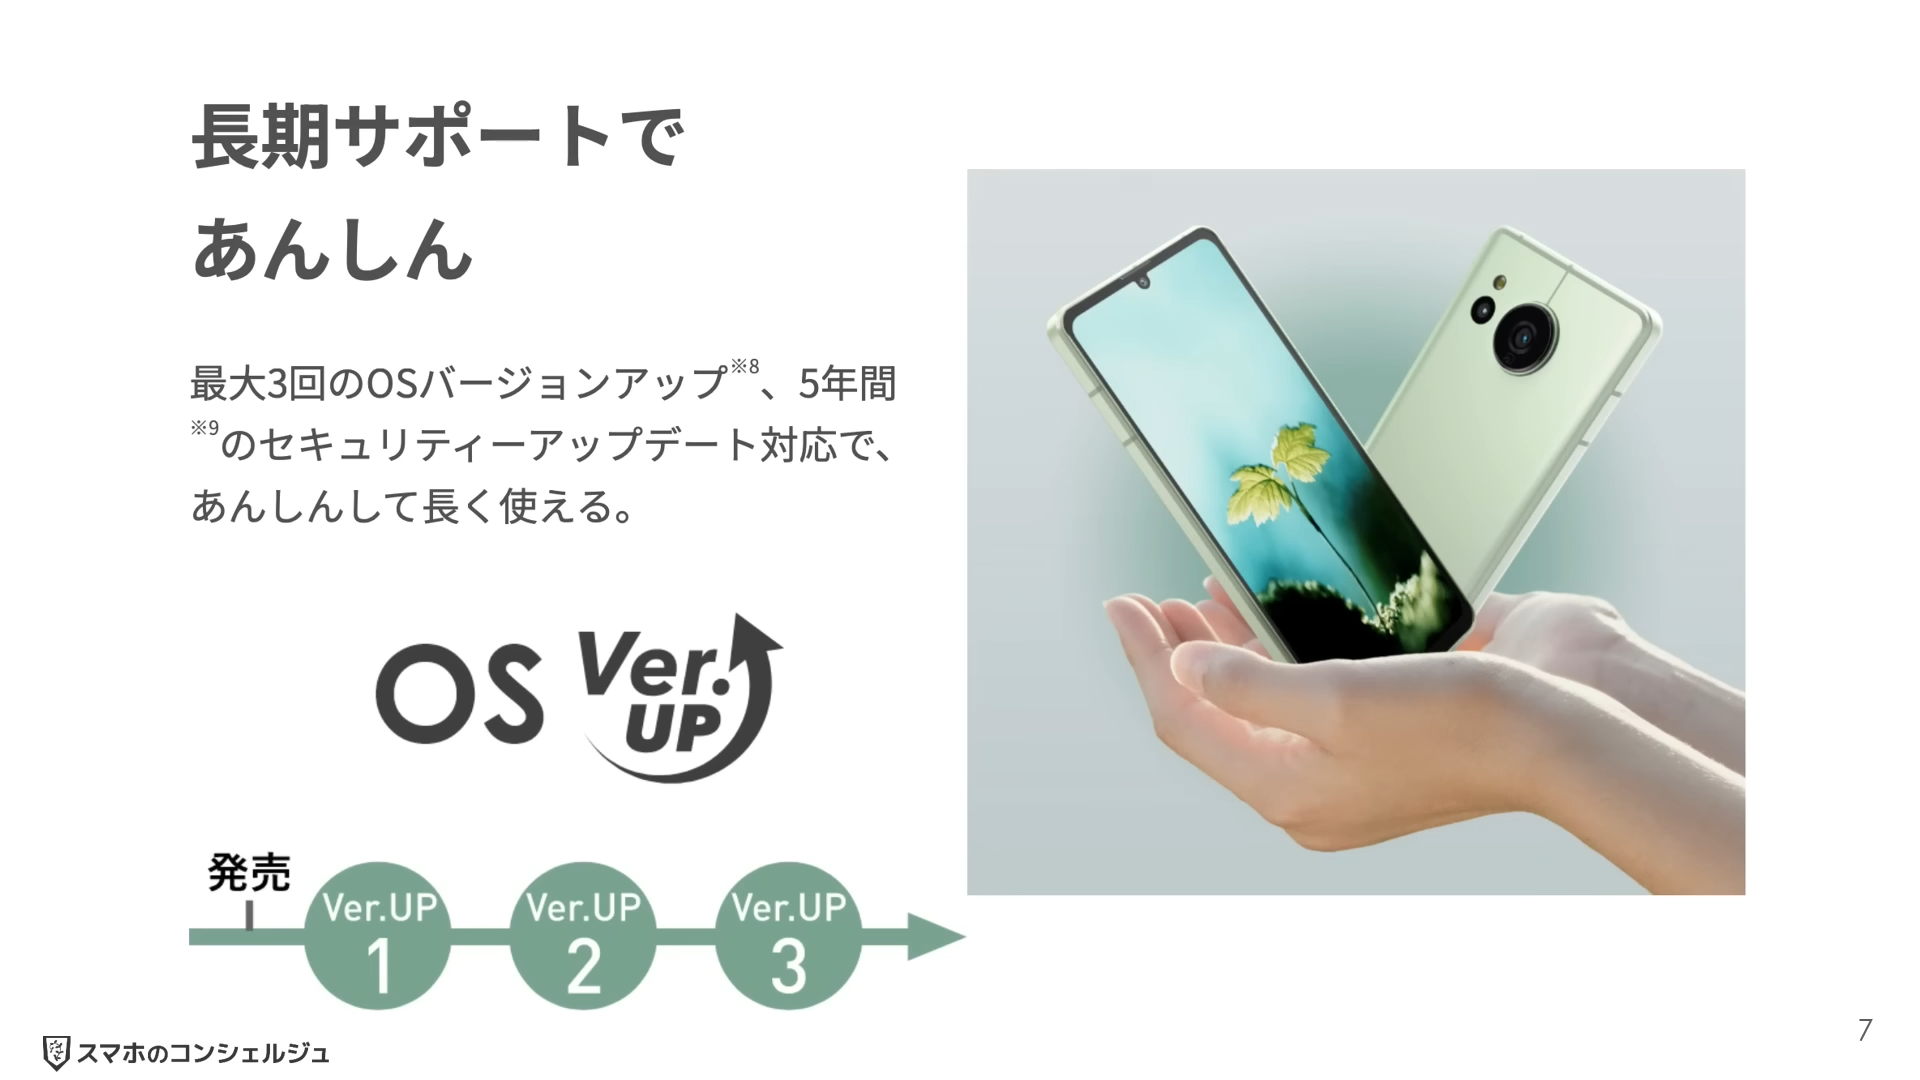 長期サポートで
あんしん
最大3回のOSバージョンアップ※8、5年間
※9のセキュリティーアップデート対応で、
あんしんして長く使える。
OS Ver.
UP
発売
Ver.UP
1
Ver.UP
2
Ver.UP
3
スマホのコンシェルジュ
7